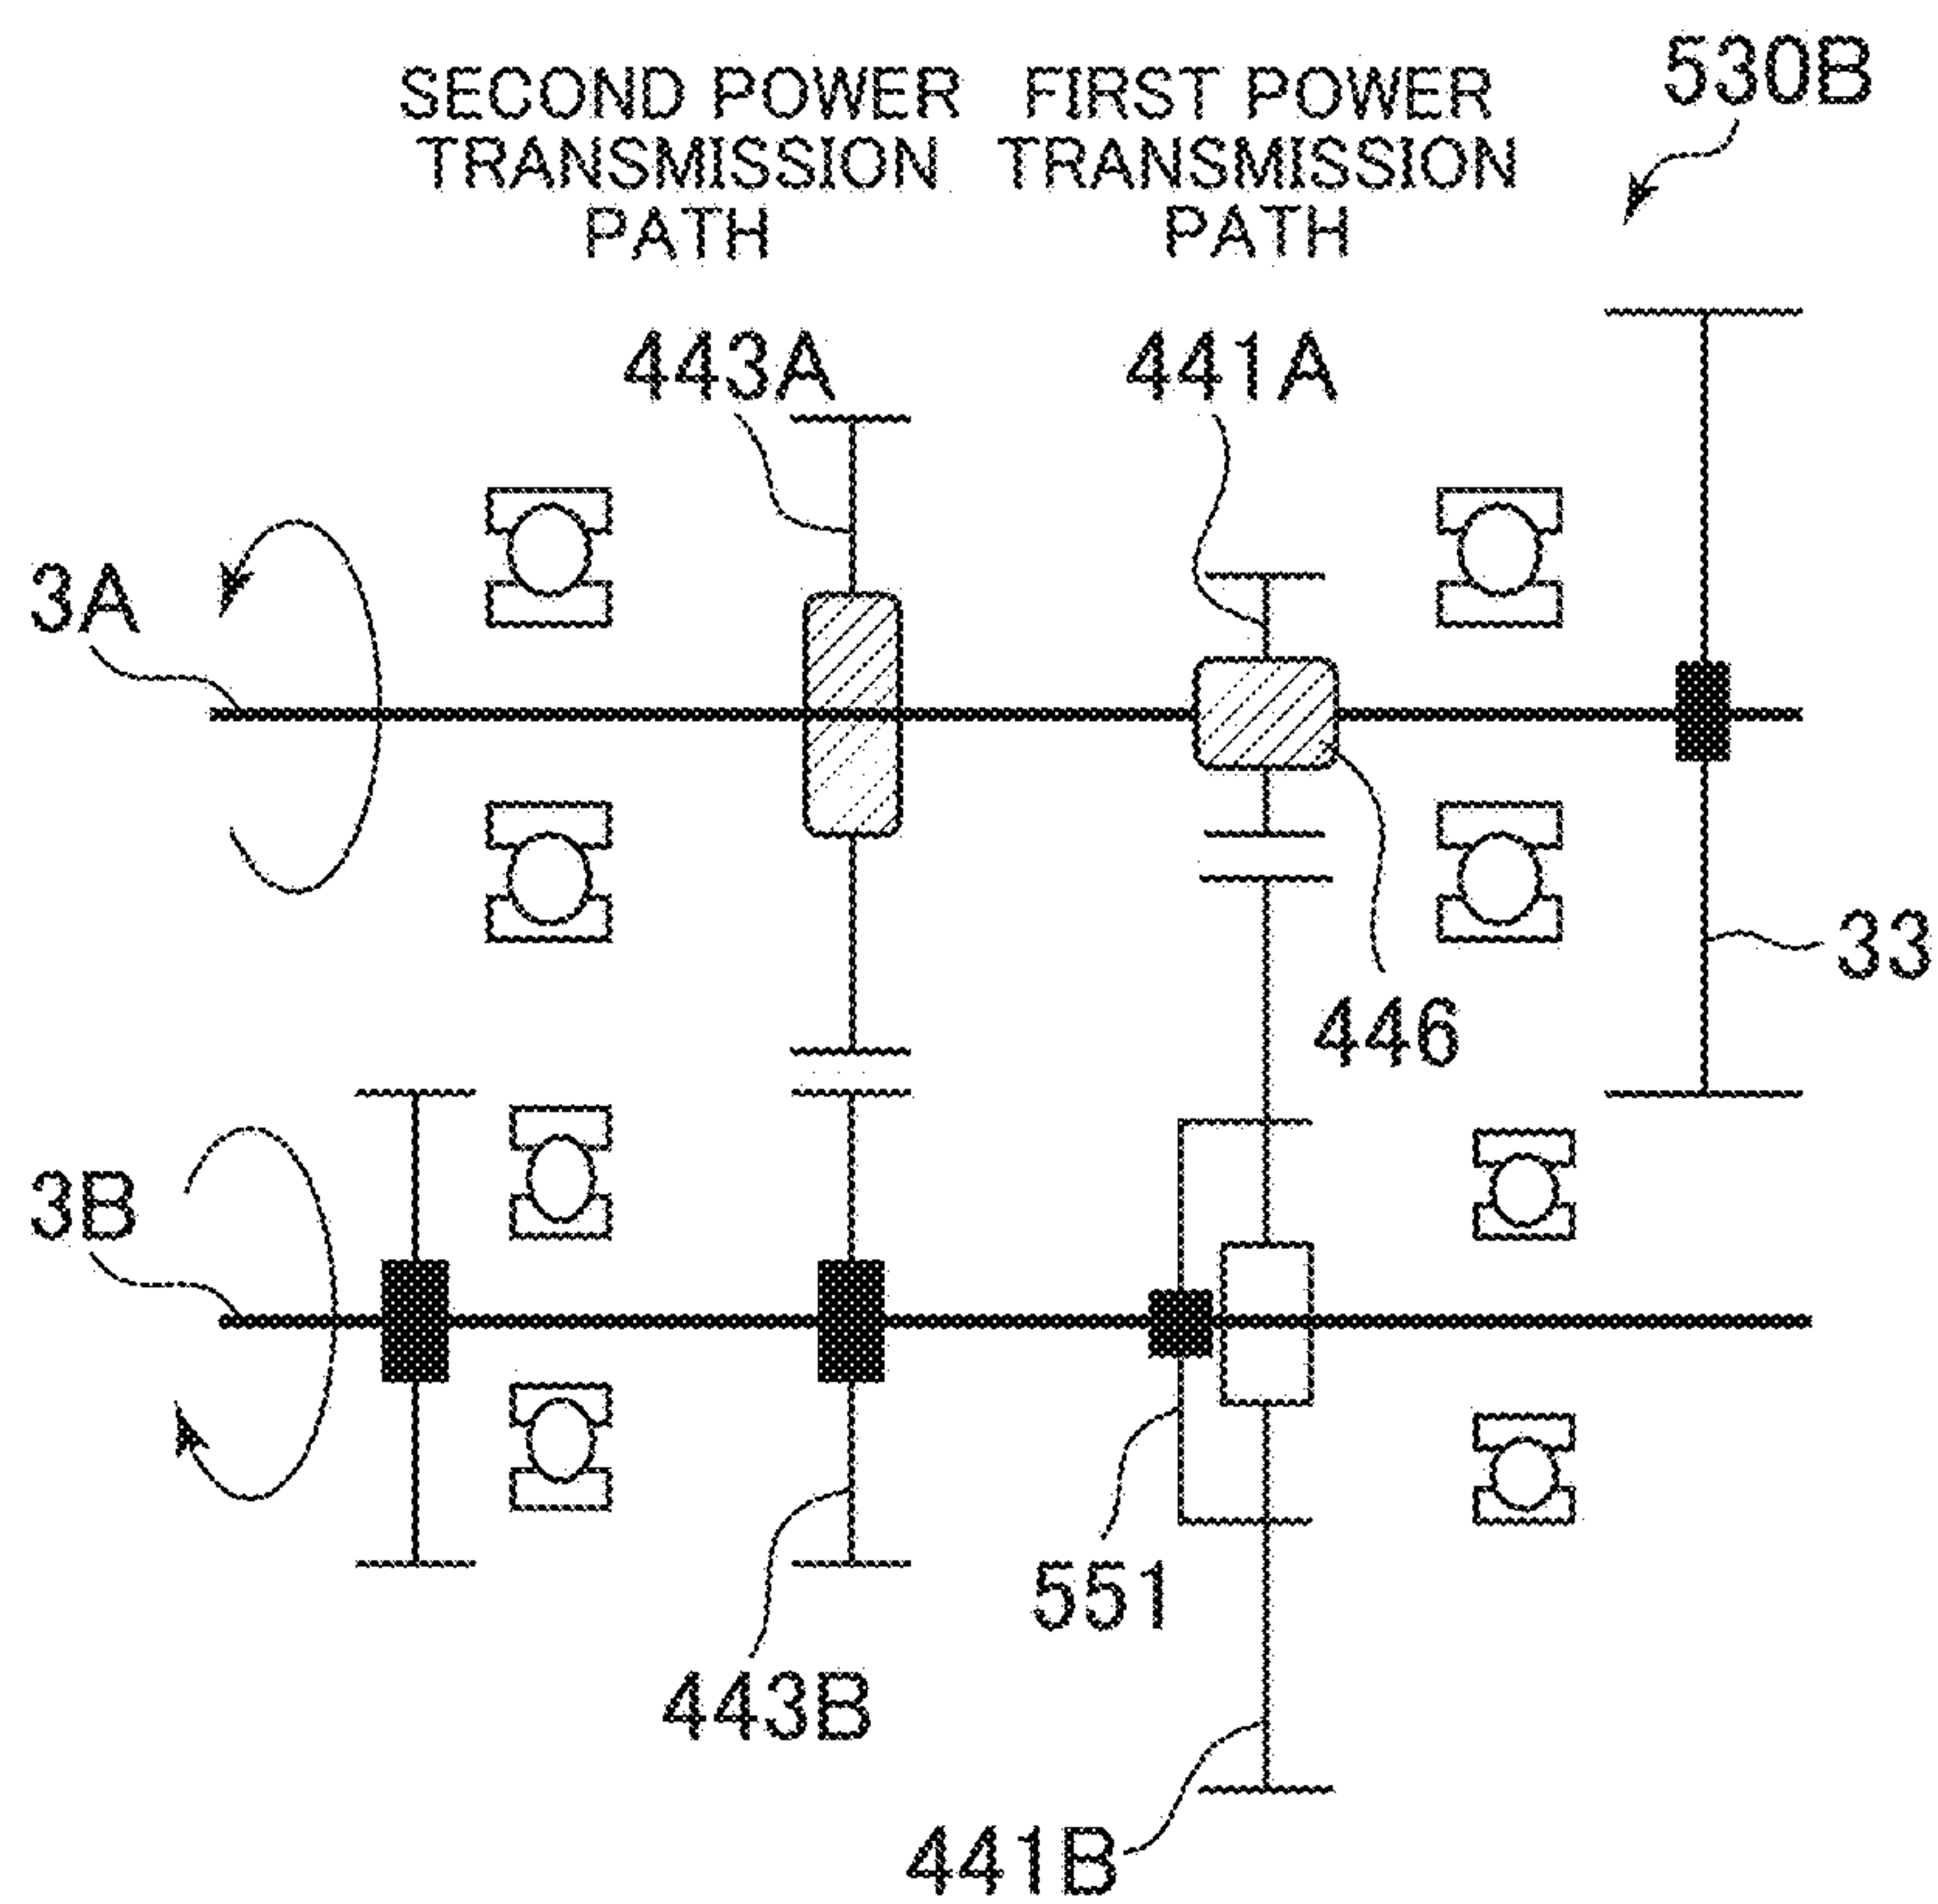 530B
SECOND POWER
TRANSMISSION
PATH
FIRST POWER
TRANSMISSION
PATH
443A
441A
3A
33
446
3B
551
443B
441B